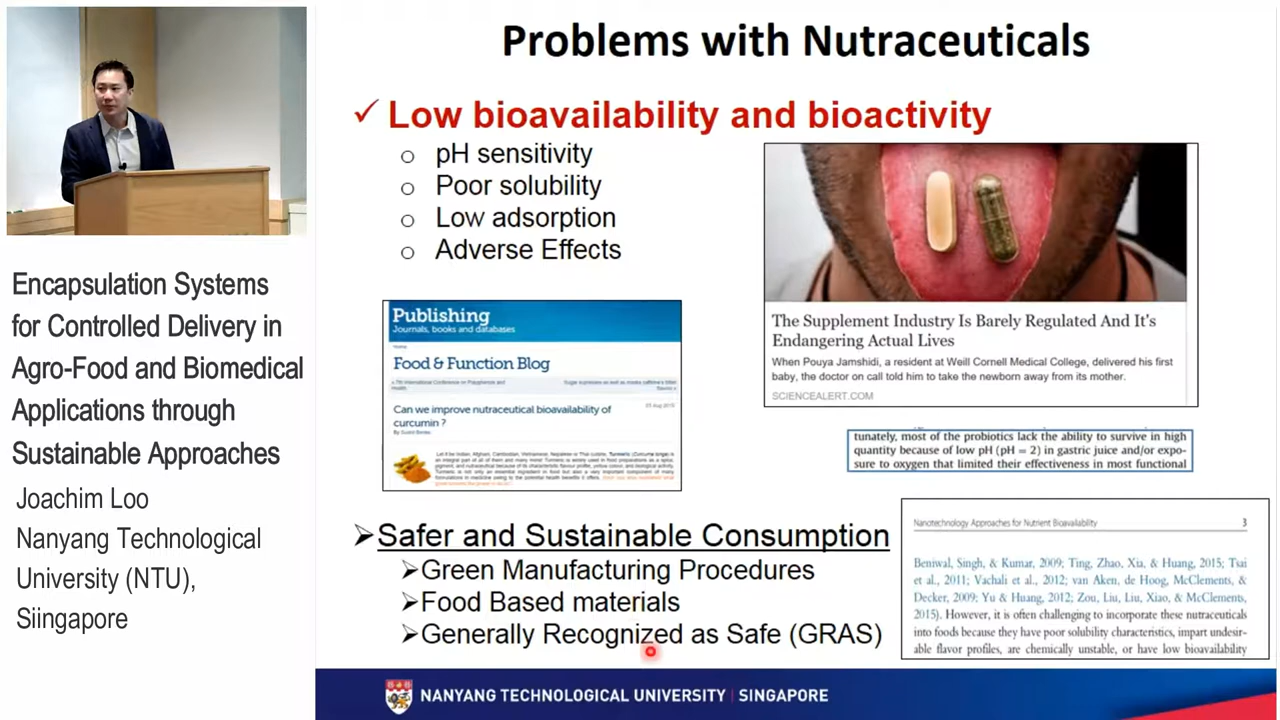 Problems with Nutraceuticals
✓ Low bioavailability and bioactivity
o pH sensitivity
o Poor solubility
o Low adsorption
o Adverse Effects
Publishing
Journals, books and databases
Home
Food & Function Blog
Can we improve nutraceutical bioavailability of
curcumin ?
The Supplement Industry Is Barely Regulated And It's
Endangering Actual Lives
When Pouya Jamshidi, a resident at Weill Cornell Medical College, delivered his first
baby, the doctor on call told him to take the newborn away from its mother.
SCIENCEALERT.COM
tunately, most of the probiotics lack the ability to survive in high
quantity because of low pH (pH = 2) in gastric juice and/or expo-
sure to oxygen that limited their effectiveness in most functional
➢Safer and Sustainable Consumption
➢Green Manufacturing Procedures
➢Food Based materials
➢Generally Recognized as Safe (GRAS)
Nanotechnology Approaches for Nutrient Bioavailability 3
Beniwal, Singh, & Kumar, 2009; Ting, Zhao, Xia, & Huang, 2015; Tsai
et al., 2011; Vachali et al., 2012; van Aken, de Hoog, McClements, &
Decker, 2009; Yu & Huang, 2012; Zou, Liu, Liu, Xiao, & McClements,
2015). However, it is often challenging to incorporate these nutraceuticals
into foods because they have poor solubility characteristics, impart undesir-
able flavor profiles, are chemically unstable, or have low bioavailability
NANYANG TECHNOLOGICAL UNIVERSITY | SINGAPORE
Encapsulation Systems
for Controlled Delivery in
Agro-Food and Biomedical
Applications through
Sustainable Approaches
Joachim Loo
Nanyang Technological
University (NTU),
Siingapore